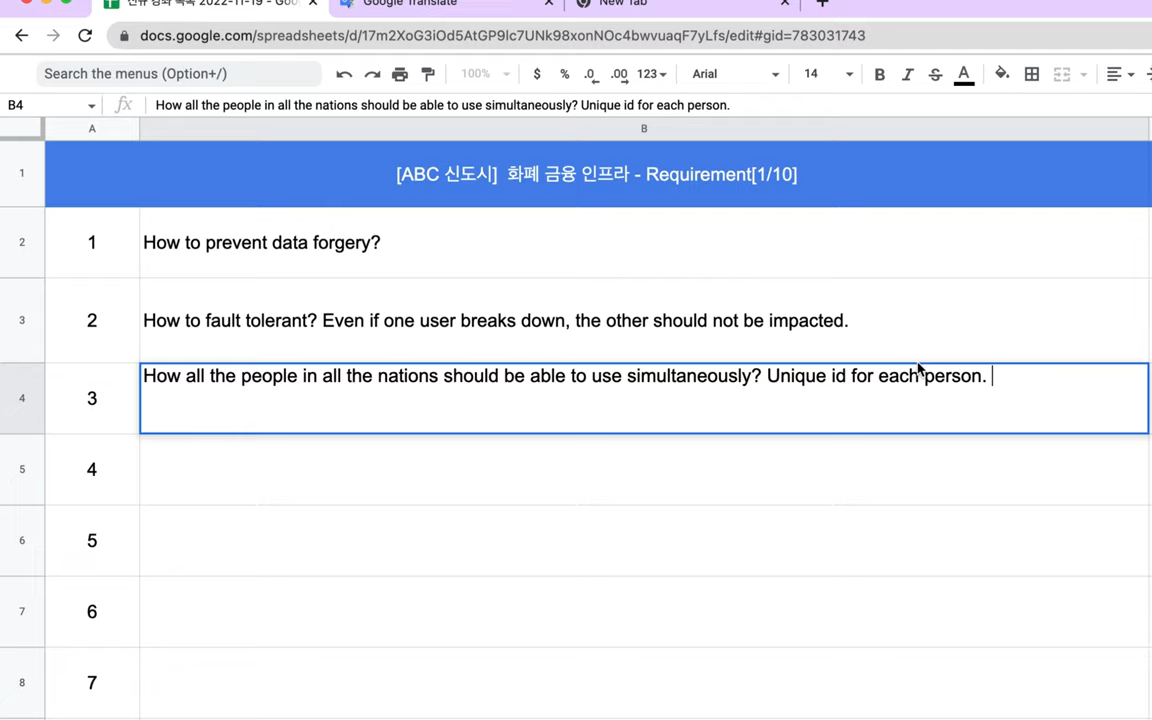 Google Translate
New Tab
docs.google.com/spreadsheets/d/17m2XoG3iOd5AtGP9lc7UNk98xonNOc4bwvuaqF7yLfs/edit#gid=783031743
Search the menus (Option+/)
100%
$
%
.0
.00
123
Arial
14
B
I
S
A
B4
fx
How all the people in all the nations should be able to use simultaneously? Unique id for each person.
A
B
1
[ABC 신도시] 화폐 금융 인프라 - Requirement[1/10]
2
1
How to prevent data forgery?
3
2
How to fault tolerant? Even if one user breaks down, the other should not be impacted.
4
3
How all the people in all the nations should be able to use simultaneously? Unique id for each person.
5
4
6
5
7
6
8
7